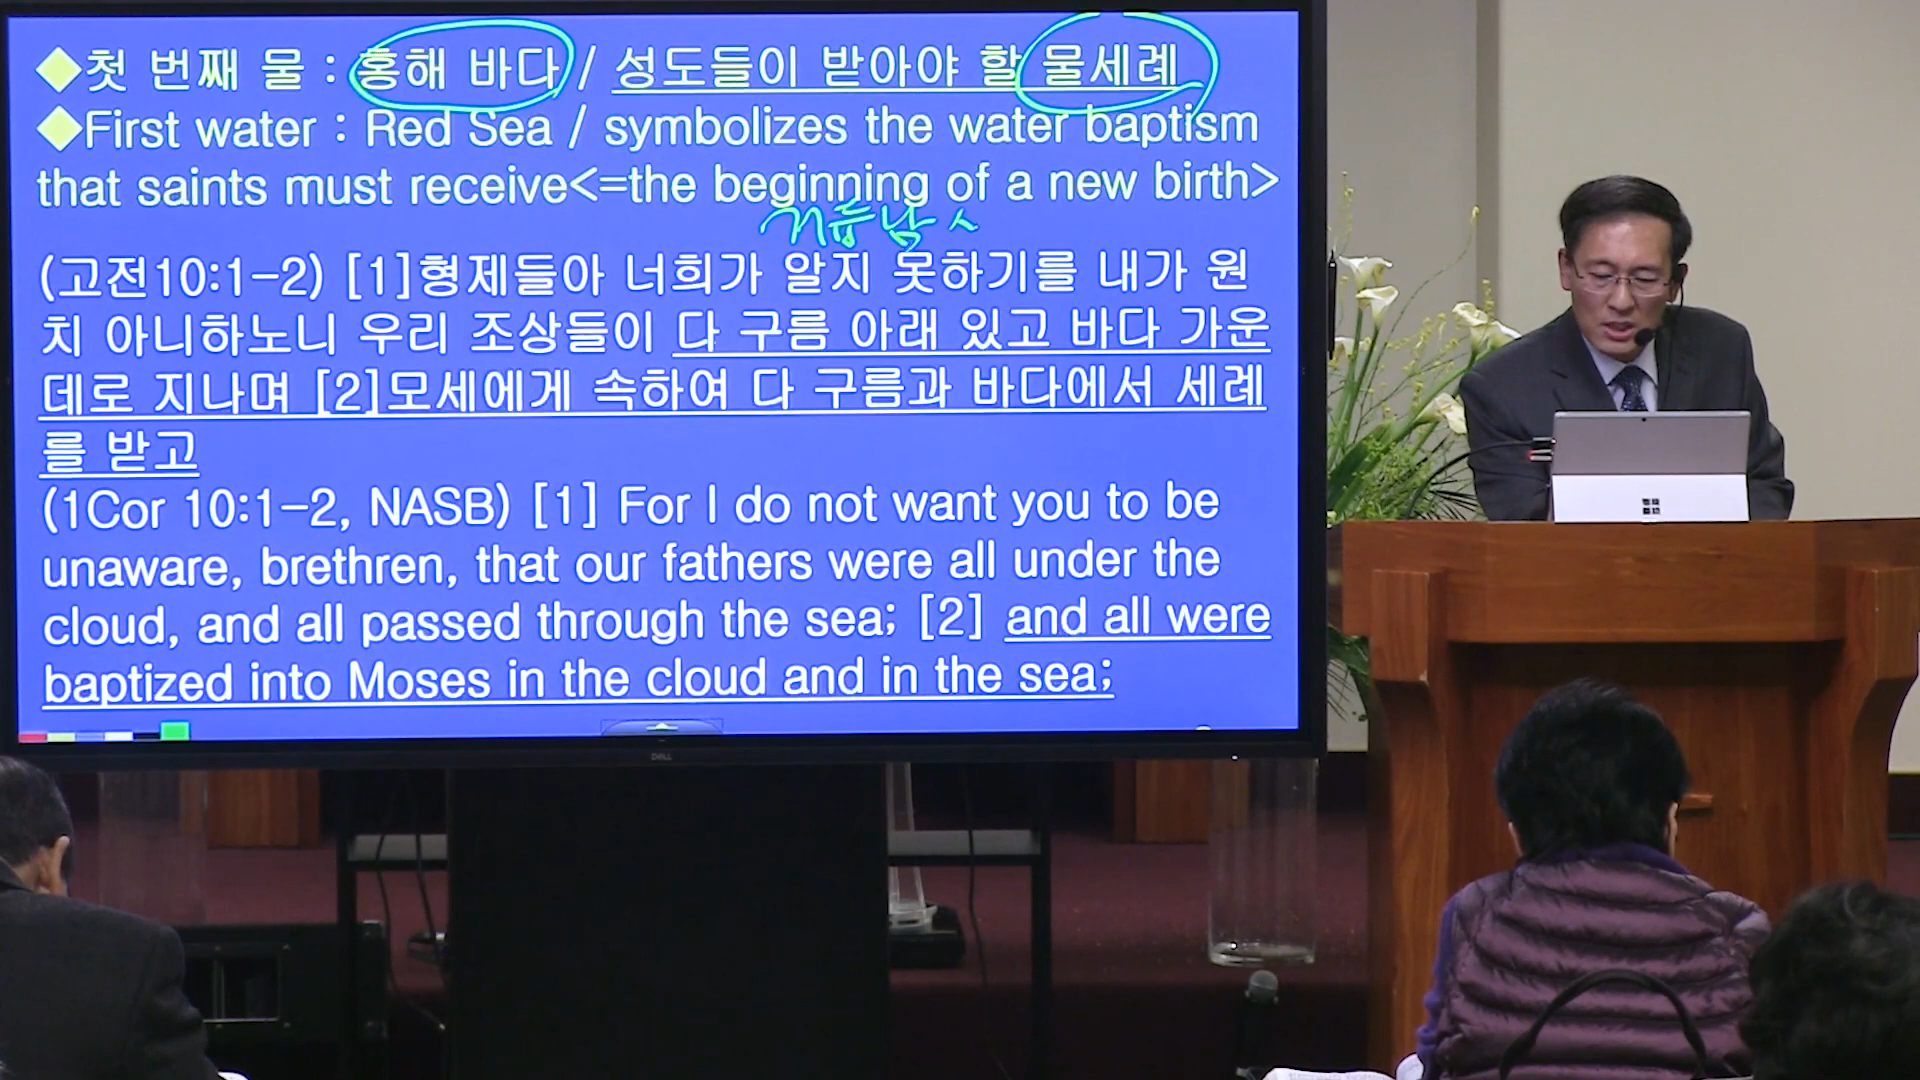 ◆첫 번째 물 : 홍해 바다 / 성도들이 받아야 할 물세례
◆First water : Red Sea / symbolizes the water baptism
that saints must receive<=the beginning of a new birth>
(고전10:1-2) [1]형제들아 너희가 알지 못하기를 내가 원
치 아니하노니 우리 조상들이 다 구름 아래 있고 바다 가운
데로 지나며 [2]모세에게 속하여 다 구름과 바다에서 세례
를 받고
(1Cor 10:1-2, NASB) [1] For I do not want you to be
unaware, brethren, that our fathers were all under the
cloud, and all passed through the sea; [2] and all were
baptized into Moses in the cloud and in the sea;
DELL